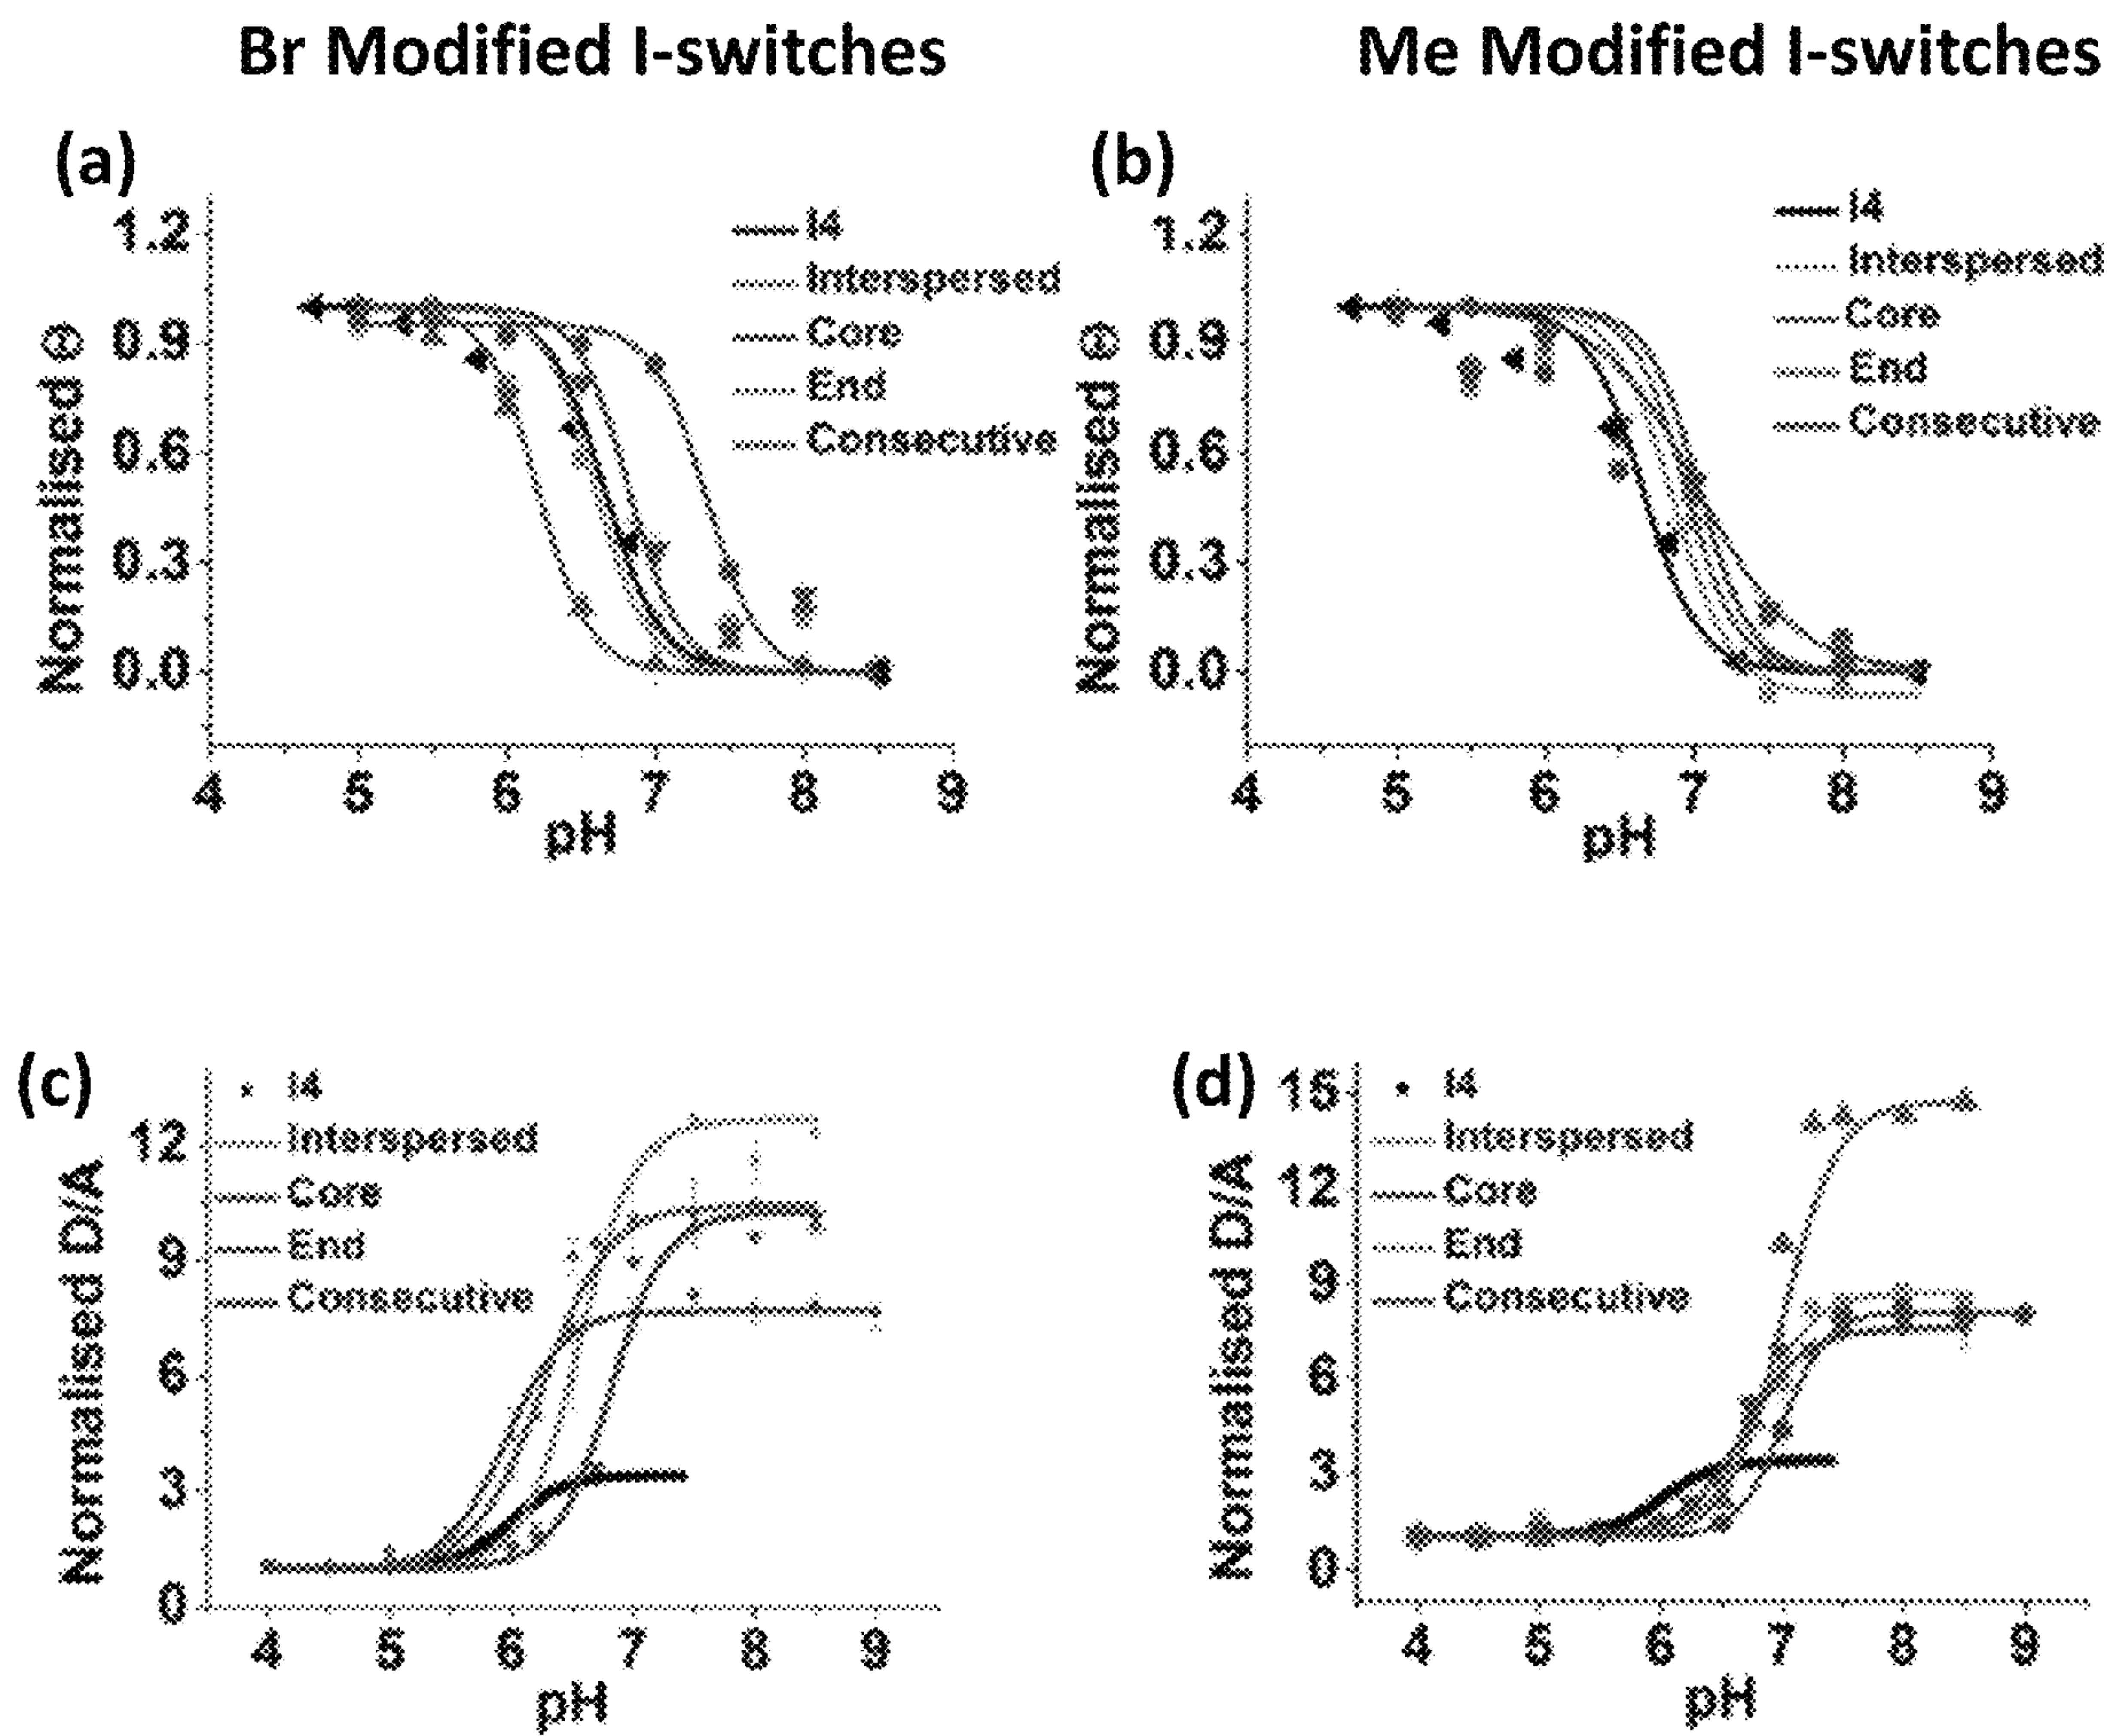 Br Modified I-switches
Me Modified I-switches
(a)
Normalised Θ
1.2
0.9
0.6
0.3
0.0
4 5 6 7 8 9
pH
I4
Interspersed
Core
End
Consecutive
(b)
Normalised Θ
1.2
0.9
0.6
0.3
0.0
4 5 6 7 8 9
pH
I4
Interspersed
Core
End
Consecutive
(c)
Normalised D/A
12
9
6
3
0
4 5 6 7 8 9
pH
I4
Interspersed
Core
End
Consecutive
(d)
Normalised D/A
15
12
9
6
3
0
4 5 6 7 8 9
pH
I4
Interspersed
Core
End
Consecutive